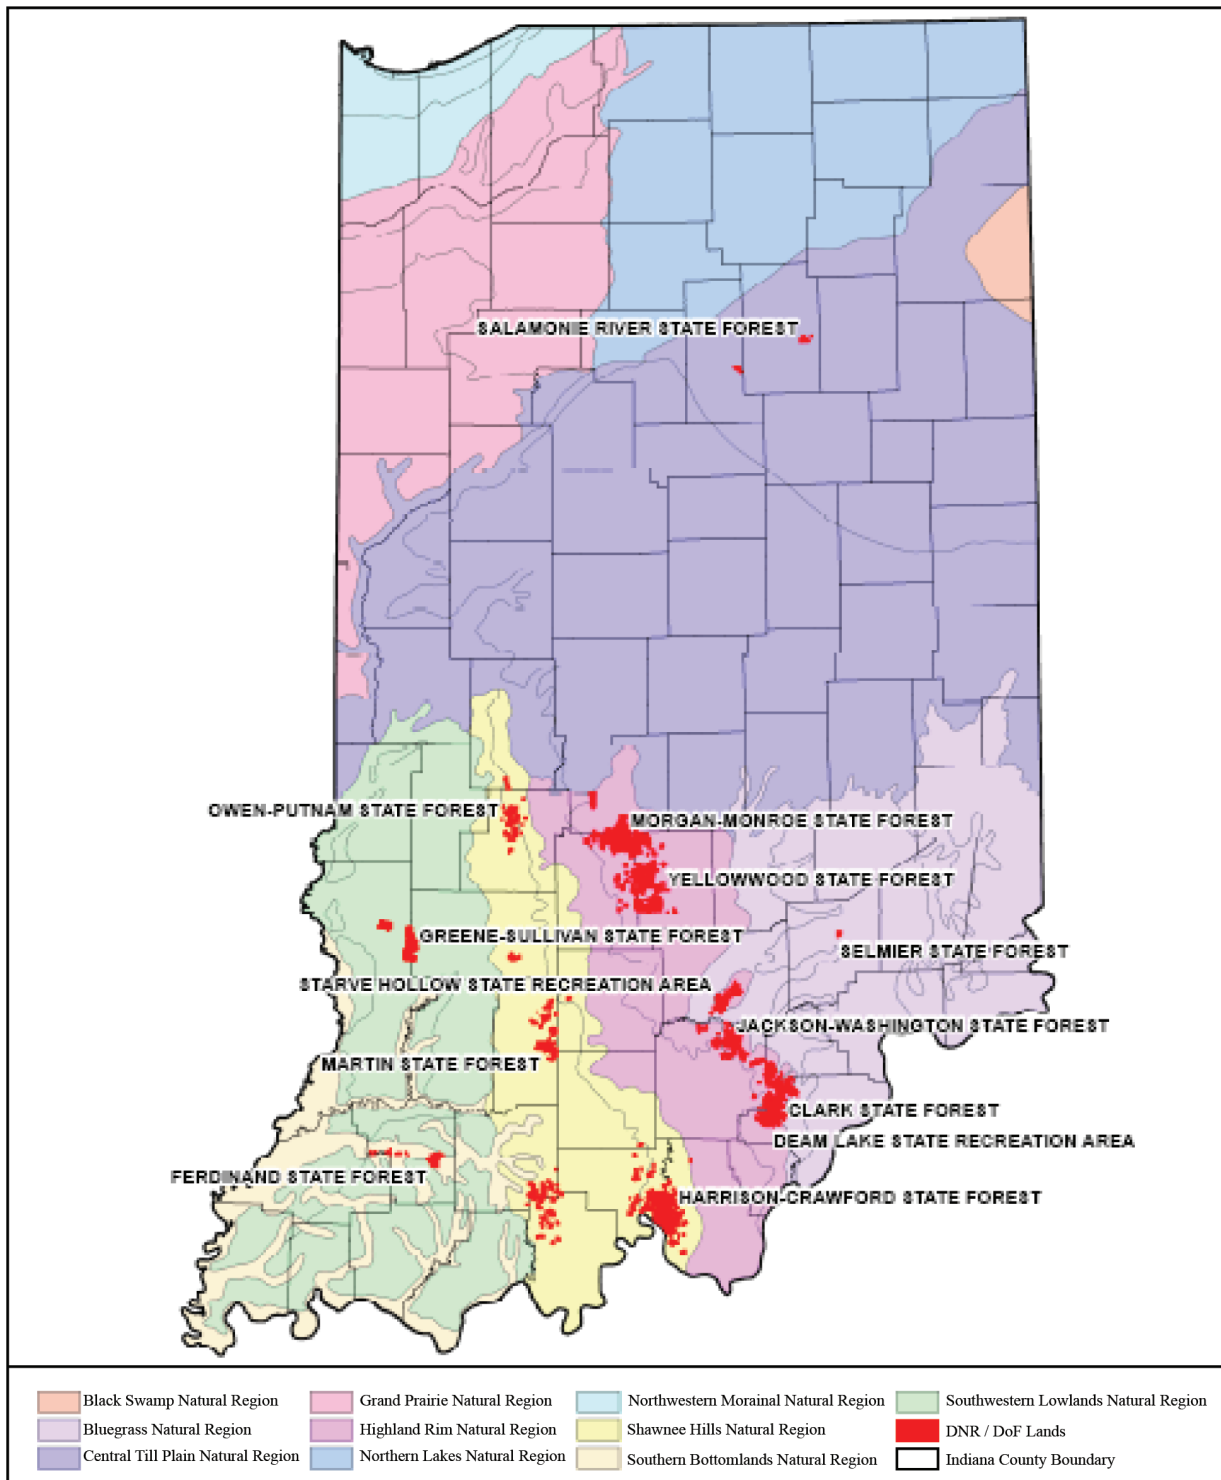 SALAMONIE RIVER STATE FOREST
OWEN-PUTNAM STATE FOREST
MORGAN-MONROE STATE FOREST
YELLOWWOOD STATE FOREST
GREENE-SULLIVAN STATE FOREST
SELMIER STATE FOREST
STARVE HOLLOW STATE RECREATION AREA
JACKSON-WASHINGTON STATE FOREST
MARTIN STATE FOREST
CLARK STATE FOREST
DEAM LAKE STATE RECREATION AREA
FERDINAND STATE FOREST
HARRISON-CRAWFORD STATE FOREST
Black Swamp Natural Region
Grand Prairie Natural Region
Northwestern Morainal Natural Region
Southwestern Lowlands Natural Region
Bluegrass Natural Region
Highland Rim Natural Region
Shawnee Hills Natural Region
DNR / DoF Lands
Central Till Plain Natural Region
Northern Lakes Natural Region
Southern Bottomlands Natural Region
Indiana County Boundary